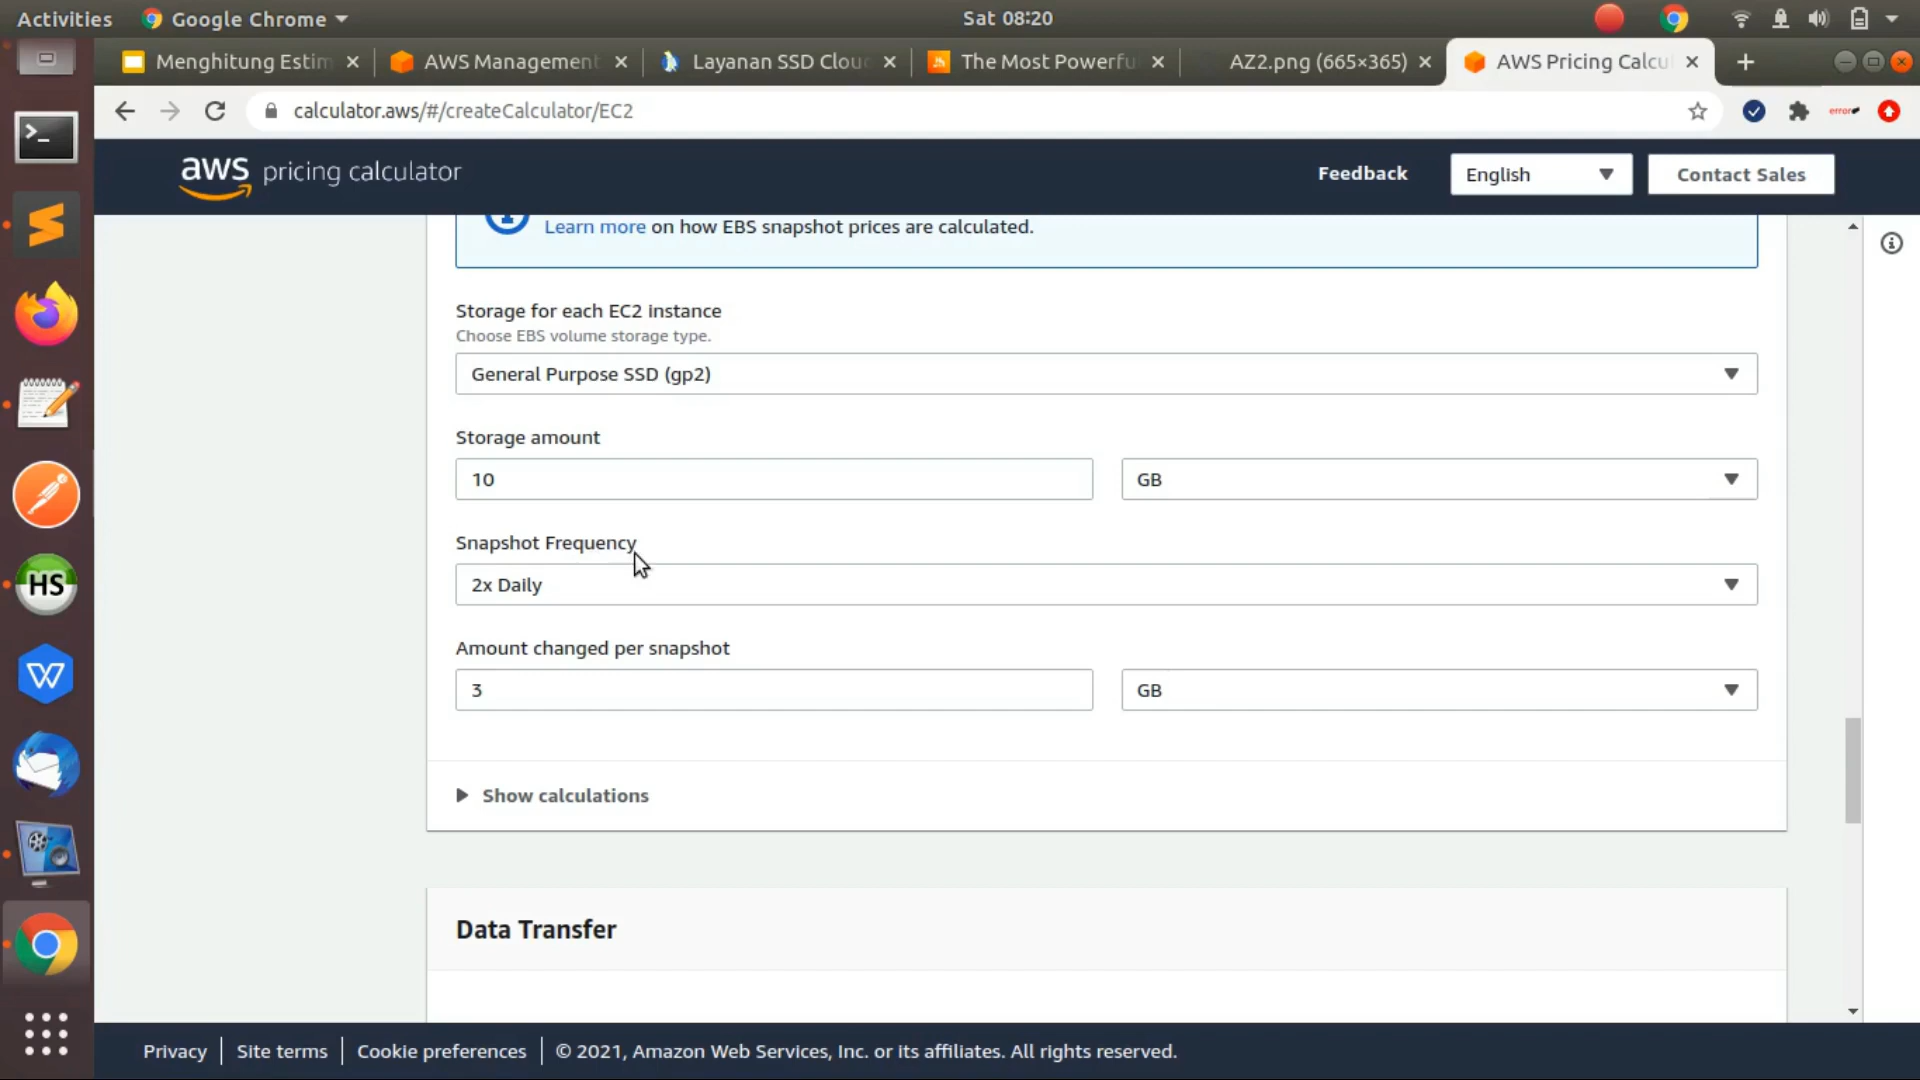 Activities
Google Chrome
Sat 08:20
Menghitung Estim
AWS Management
Layanan SSD Clou
The Most Powerfu
AZ2.png (665×365)
AWS Pricing Calcu
calculator.aws/#/createCalculator/EC2
error
aws pricing calculator
Feedback
English
Contact Sales
Learn more on how EBS snapshot prices are calculated.
Storage for each EC2 instance
Choose EBS volume storage type.
General Purpose SSD (gp2)
Storage amount
10
GB
Snapshot Frequency
2x Daily
Amount changed per snapshot
3
GB
Show calculations
Data Transfer
HS
W
Privacy
Site terms
Cookie preferences
© 2021, Amazon Web Services, Inc. or its affiliates. All rights reserved.